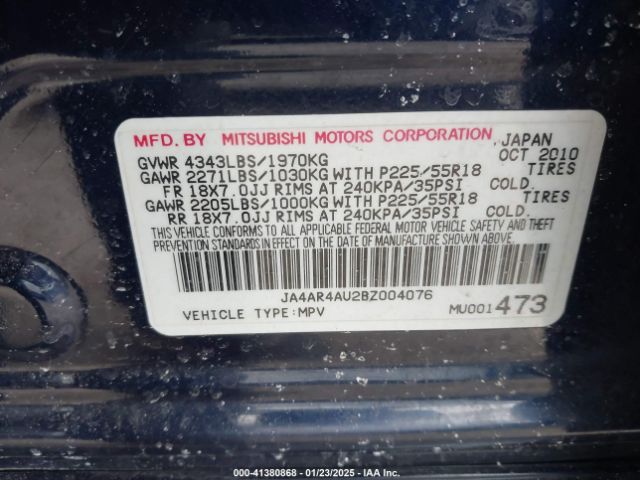 MFD. BY MITSUBISHI MOTORS CORPORATION, JAPAN
GVWR 4343LBS/1970KG OCT 2010
GAWR 2271LBS/1030KG WITH P225/55R18 TIRES
FR 18X7.0JJ RIMS AT 240KPA/35PSI COLD.
GAWR 2205LBS/1000KG WITH P225/55R18 TIRES
RR 18X7.0JJ RIMS AT 240KPA/35PSI COLD.
THIS VEHICLE CONFORMS TO ALL APPLICABLE FEDERAL MOTOR VEHICLE SAFETY AND THEFT
PREVENTION STANDARDS IN EFFECT ON THE DATE OF MANUFACTURE SHOWN ABOVE.
JA4AR4AU2BZ004076
VEHICLE TYPE:MPV MU001473
000-41380868 - 01/23/2025 - IAA Inc.